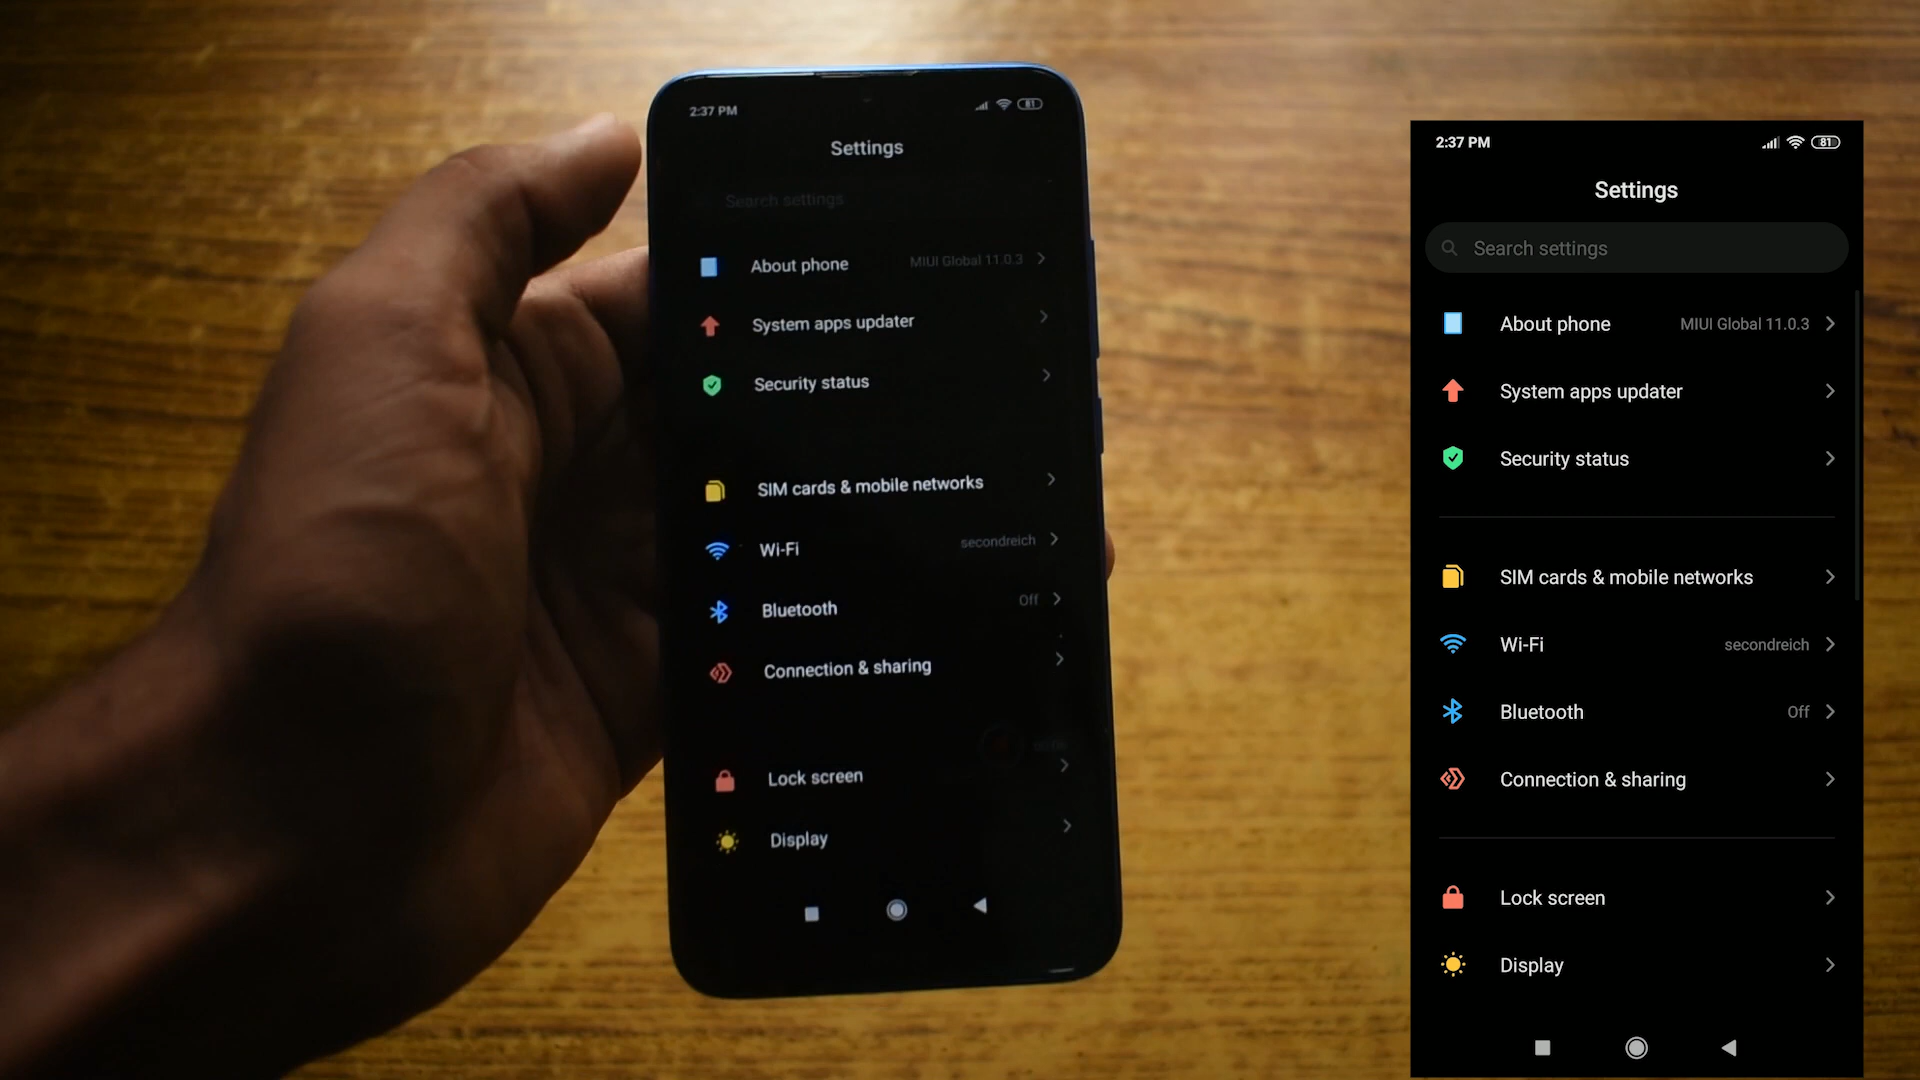 2:37 PM 81
Settings
Search settings
About phone MIUI Global 11.0.3
System apps updater
Security status
SIM cards & mobile networks
Wi-Fi secondreich
Bluetooth Off
Connection & sharing
Lock screen
Display
2:37 PM 81
Settings
Search settings
About phone MIUI Global 11.0.3
System apps updater
Security status
SIM cards & mobile networks
Wi-Fi secondreich
Bluetooth Off
Connection & sharing
Lock screen
Display